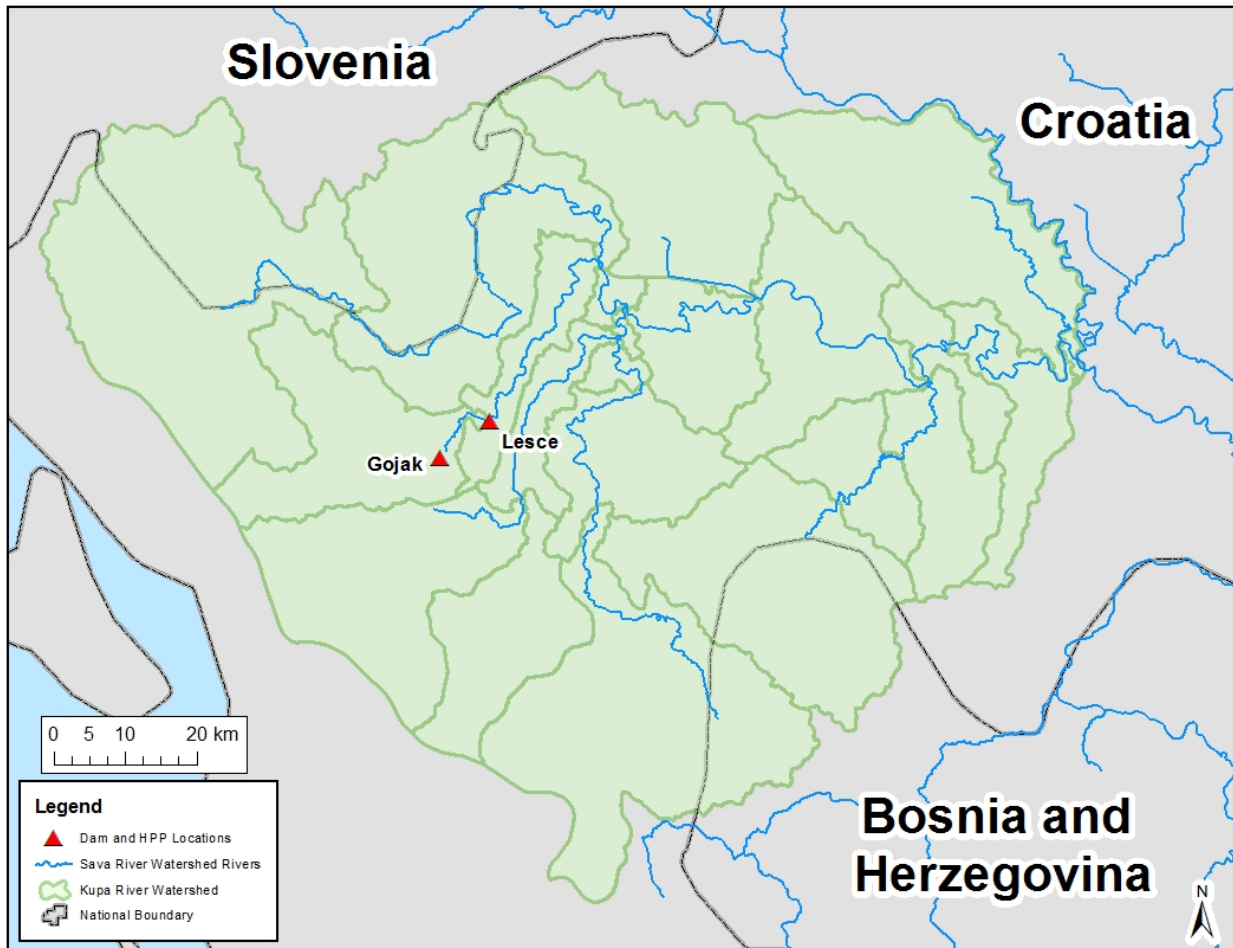 Slovenia
Croatia
Lesce
Gojak
0 5 10 20 km
Legend
Dam and HPP Locations
Sava River Watershed Rivers
Kupa River Watershed
National Boundary
Bosnia and
Herzegovina
N